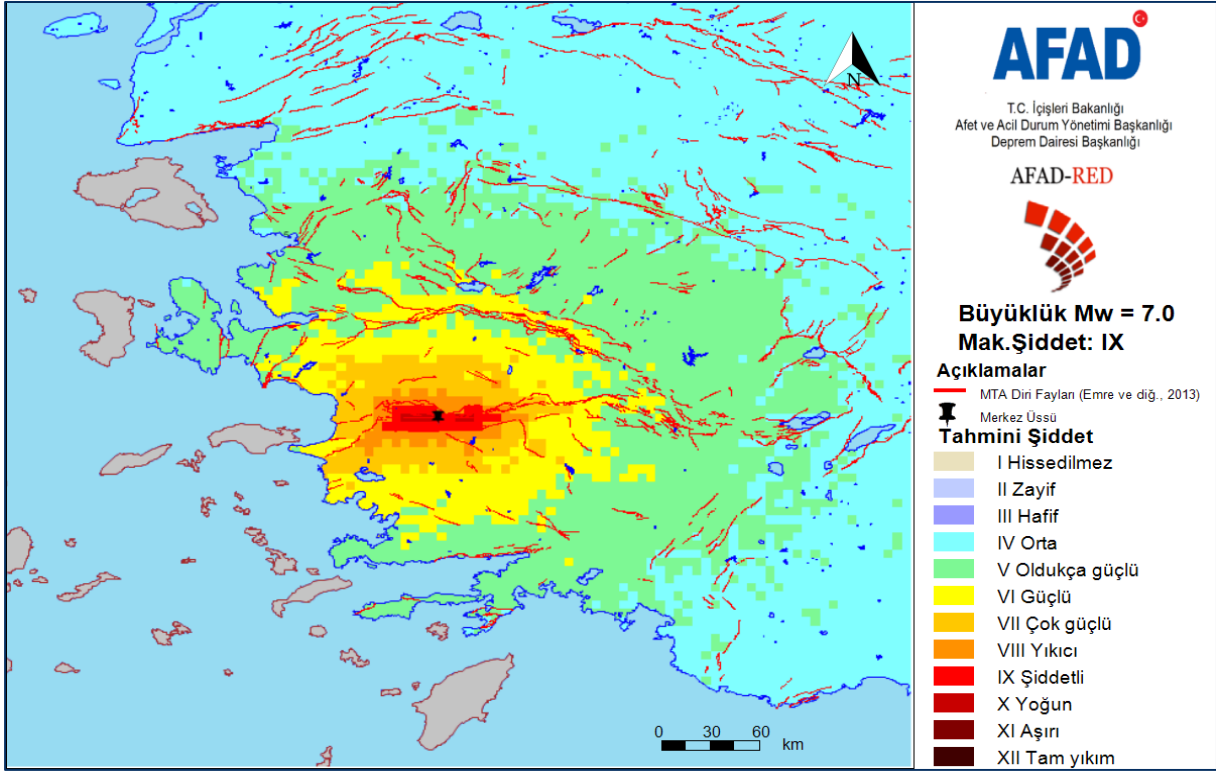 N
0 30 60
km
AFAD
T.C. İçişleri Bakanlığı
Afet ve Acil Durum Yönetimi Başkanlığı
Deprem Dairesi Başkanlığı
AFAD-RED
Büyüklük Mw = 7.0
Mak.Şiddet: IX
Açıklamalar
MTA Diri Fayları (Emre ve diğ., 2013)
Merkez Üssü
Tahmini Şiddet
I Hissedilmez
II Zayif
III Hafif
IV Orta
V Oldukça güçlü
VI Güçlü
VII Çok güçlü
VIII Yıkıcı
IX Şiddetli
X Yoğun
XI Aşırı
XII Tam yıkım